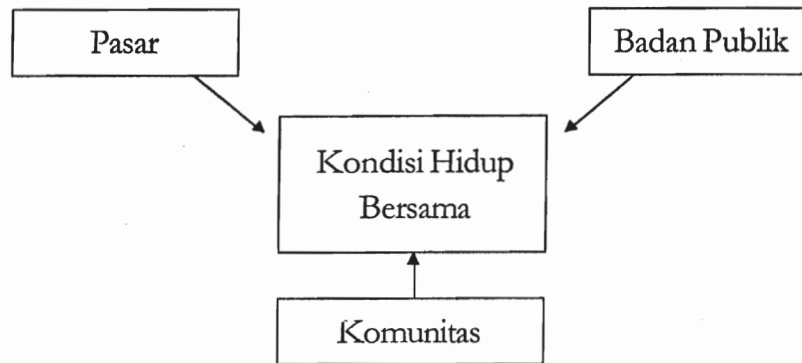 Pasar
Badan Publik
Kondisi Hidup
Bersama
Komunitas